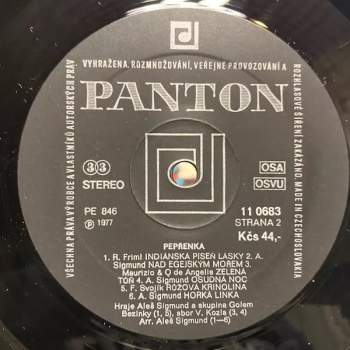 VYHRAŽENA. ROZMNOŽOVÁNÍ, VEŘEJNÉ PROVOZOVÁNÍ A
ROZHLASOVÉ ŠÍŘENÍ ZAKÁZÁNO. MADE IN CZECHOSLOVAKIA
VŠECHNA PRÁVA VÝROBCE A VLASTNÍKŮ AUTORSKÝCH PRÁV
PANTON
33
STEREO
OSA
OSVU
PE 846
℗ 1977
11 0683
STRANA 2
Kčs 44,-
PEPRENKA
1. R. Friml INDIÁNSKÁ PÍSEŇ LÁSKY 2. A.
Sigmund NAD EGEJSKÝM MOŘEM 3.
Maurizio & O de Angelis ZELENÁ
TÓŇ 4. A Sigmund OSUDNÁ NOC
5. F. Svojík RŮŽOVÁ KRINOLÍNA
6. A. Sigmund HORKÁ LINKA
Hraje Aleš Sigmund a skupina Golem
Bezinky (1, 5), sbor V. Kozla (3, 4)
Arr. Aleš Sigmund (1—6)